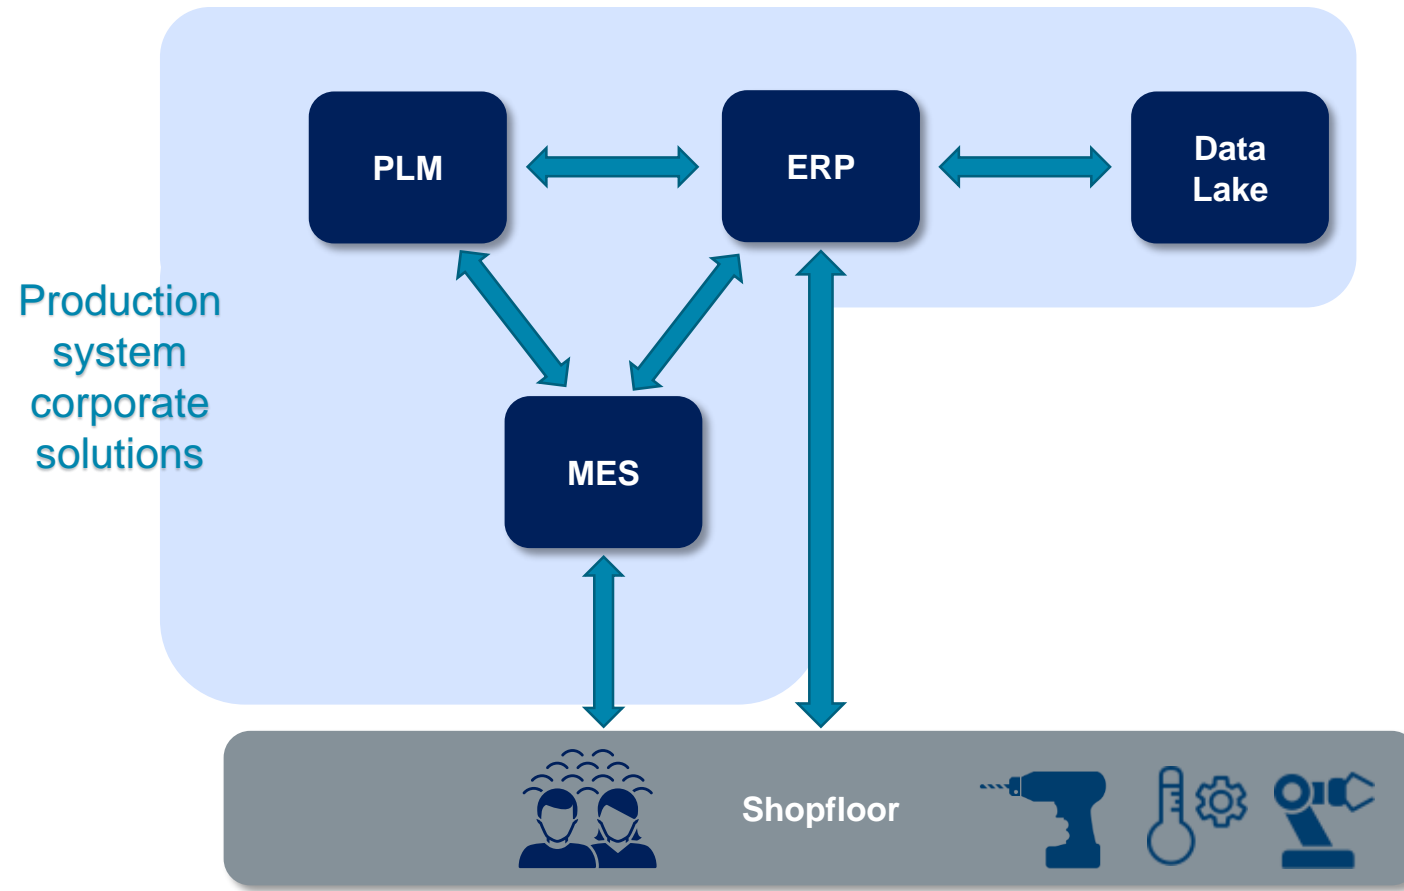 PLM
ERP
Data
Lake
Production
system
corporate
solutions
MES
Shopfloor